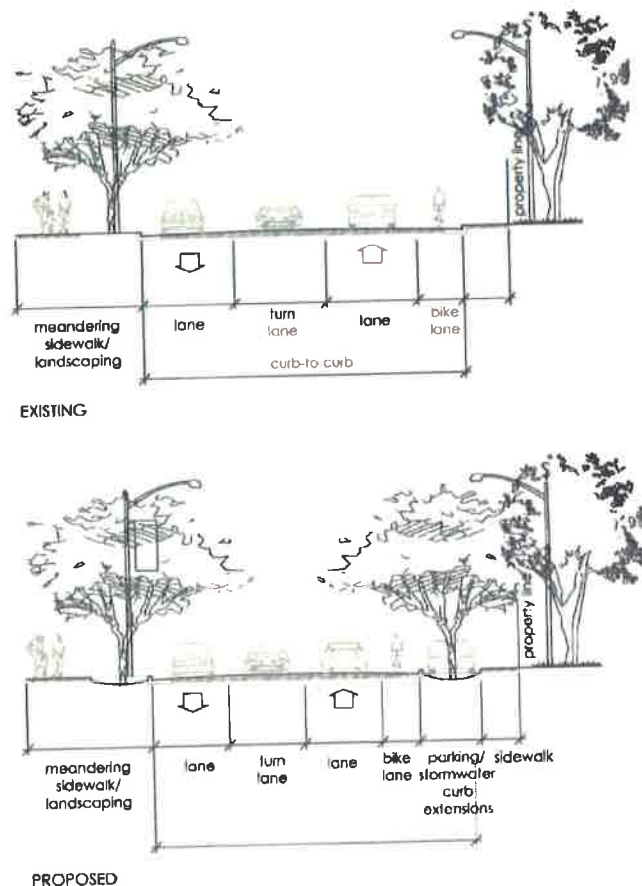 property line
meandering
sidewalk/
landscaping
lane
turn
lane
lane
bike
lane
curb-to curb
EXISTING
property line
meandering
sidewalk/
landscaping
lane
turn
lane
lane
bike
lane
parking/
stormwater
curb
extensions
sidewalk
PROPOSED